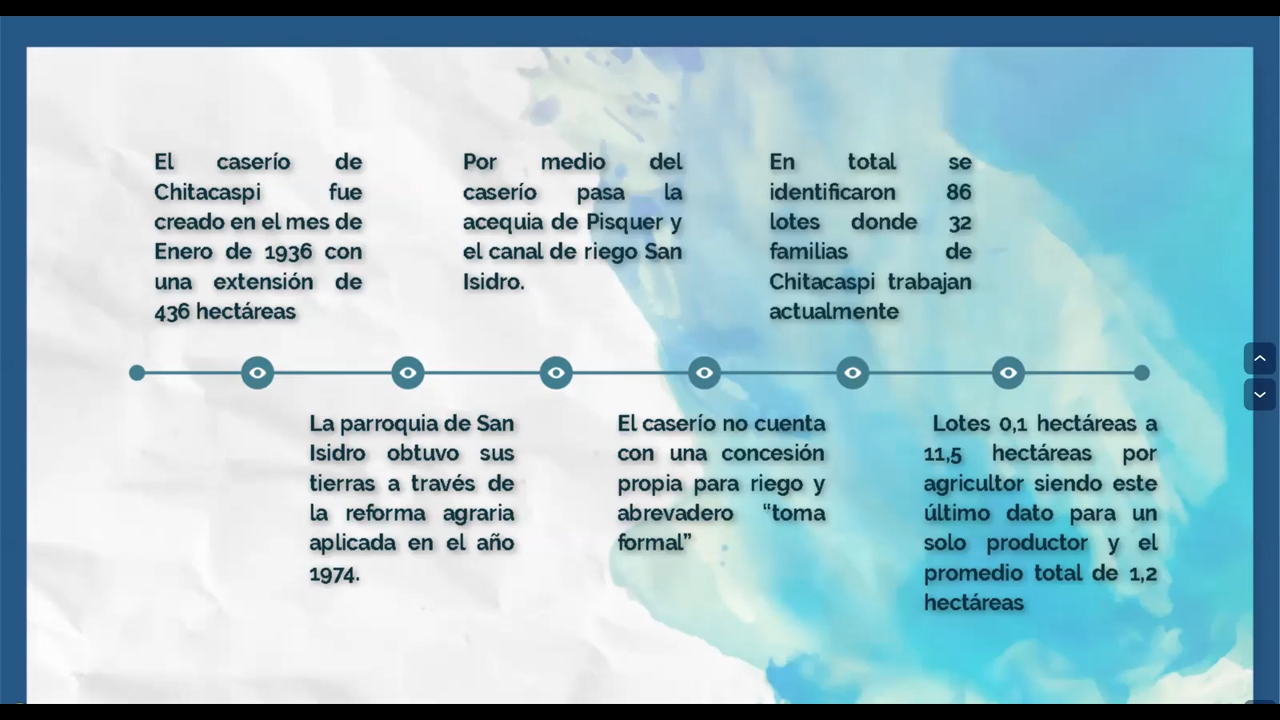 El caserío de
Chitacaspi fue
creado en el mes de
Enero de 1936 con
una extensión de
436 hectáreas
La parroquia de San
Isidro obtuvo sus
tierras a través de
la reforma agraria
aplicada en el año
1974.
Por medio del
caserío pasa la
acequia de Pisquer y
el canal de riego San
Isidro.
El caserío no cuenta
con una concesión
propia para riego y
abrevadero “toma
formal”
En total se
identificaron 86
lotes donde 32
familias de
Chitacaspi trabajan
actualmente
Lotes 0,1 hectáreas a
11,5 hectáreas por
agricultor siendo este
último dato para un
solo productor y el
promedio total de 1,2
hectáreas